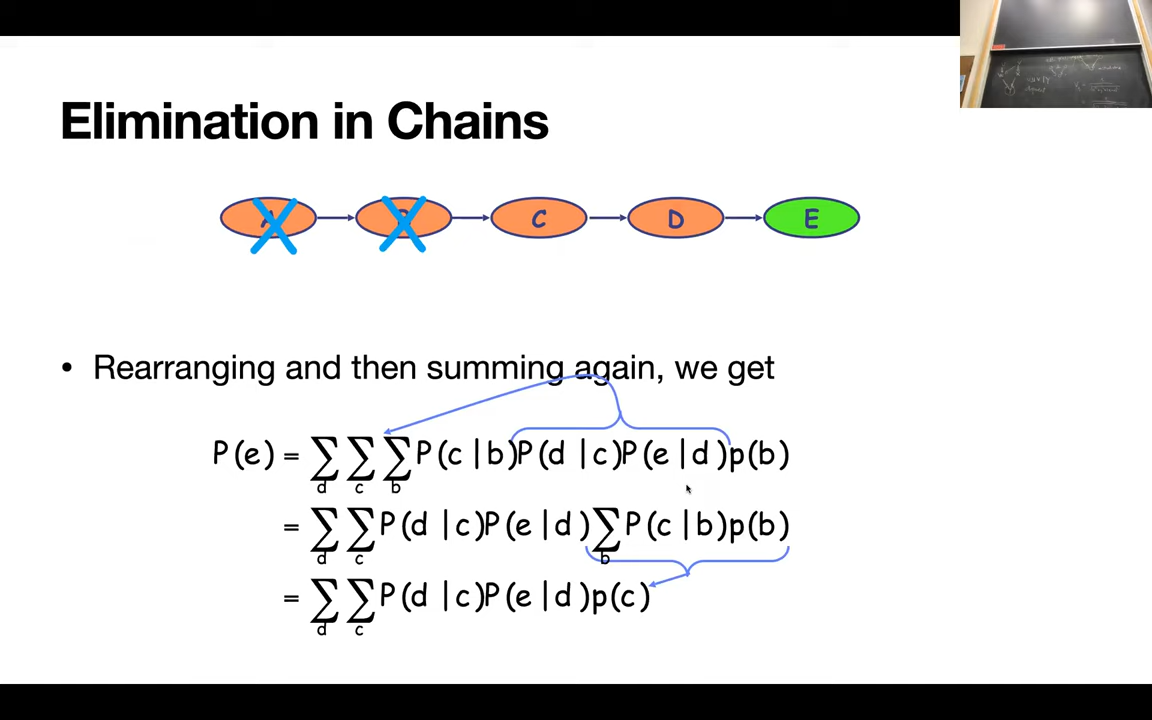 Elimination in Chains
C D E
• Rearranging and then summing again, we get
P(e) = ∑d ∑c ∑b P(c|b)P(d|c)P(e|d)p(b)
= ∑d ∑c P(d|c)P(e|d)∑b P(c|b)p(b)
= ∑d ∑c P(d|c)P(e|d)p(c)